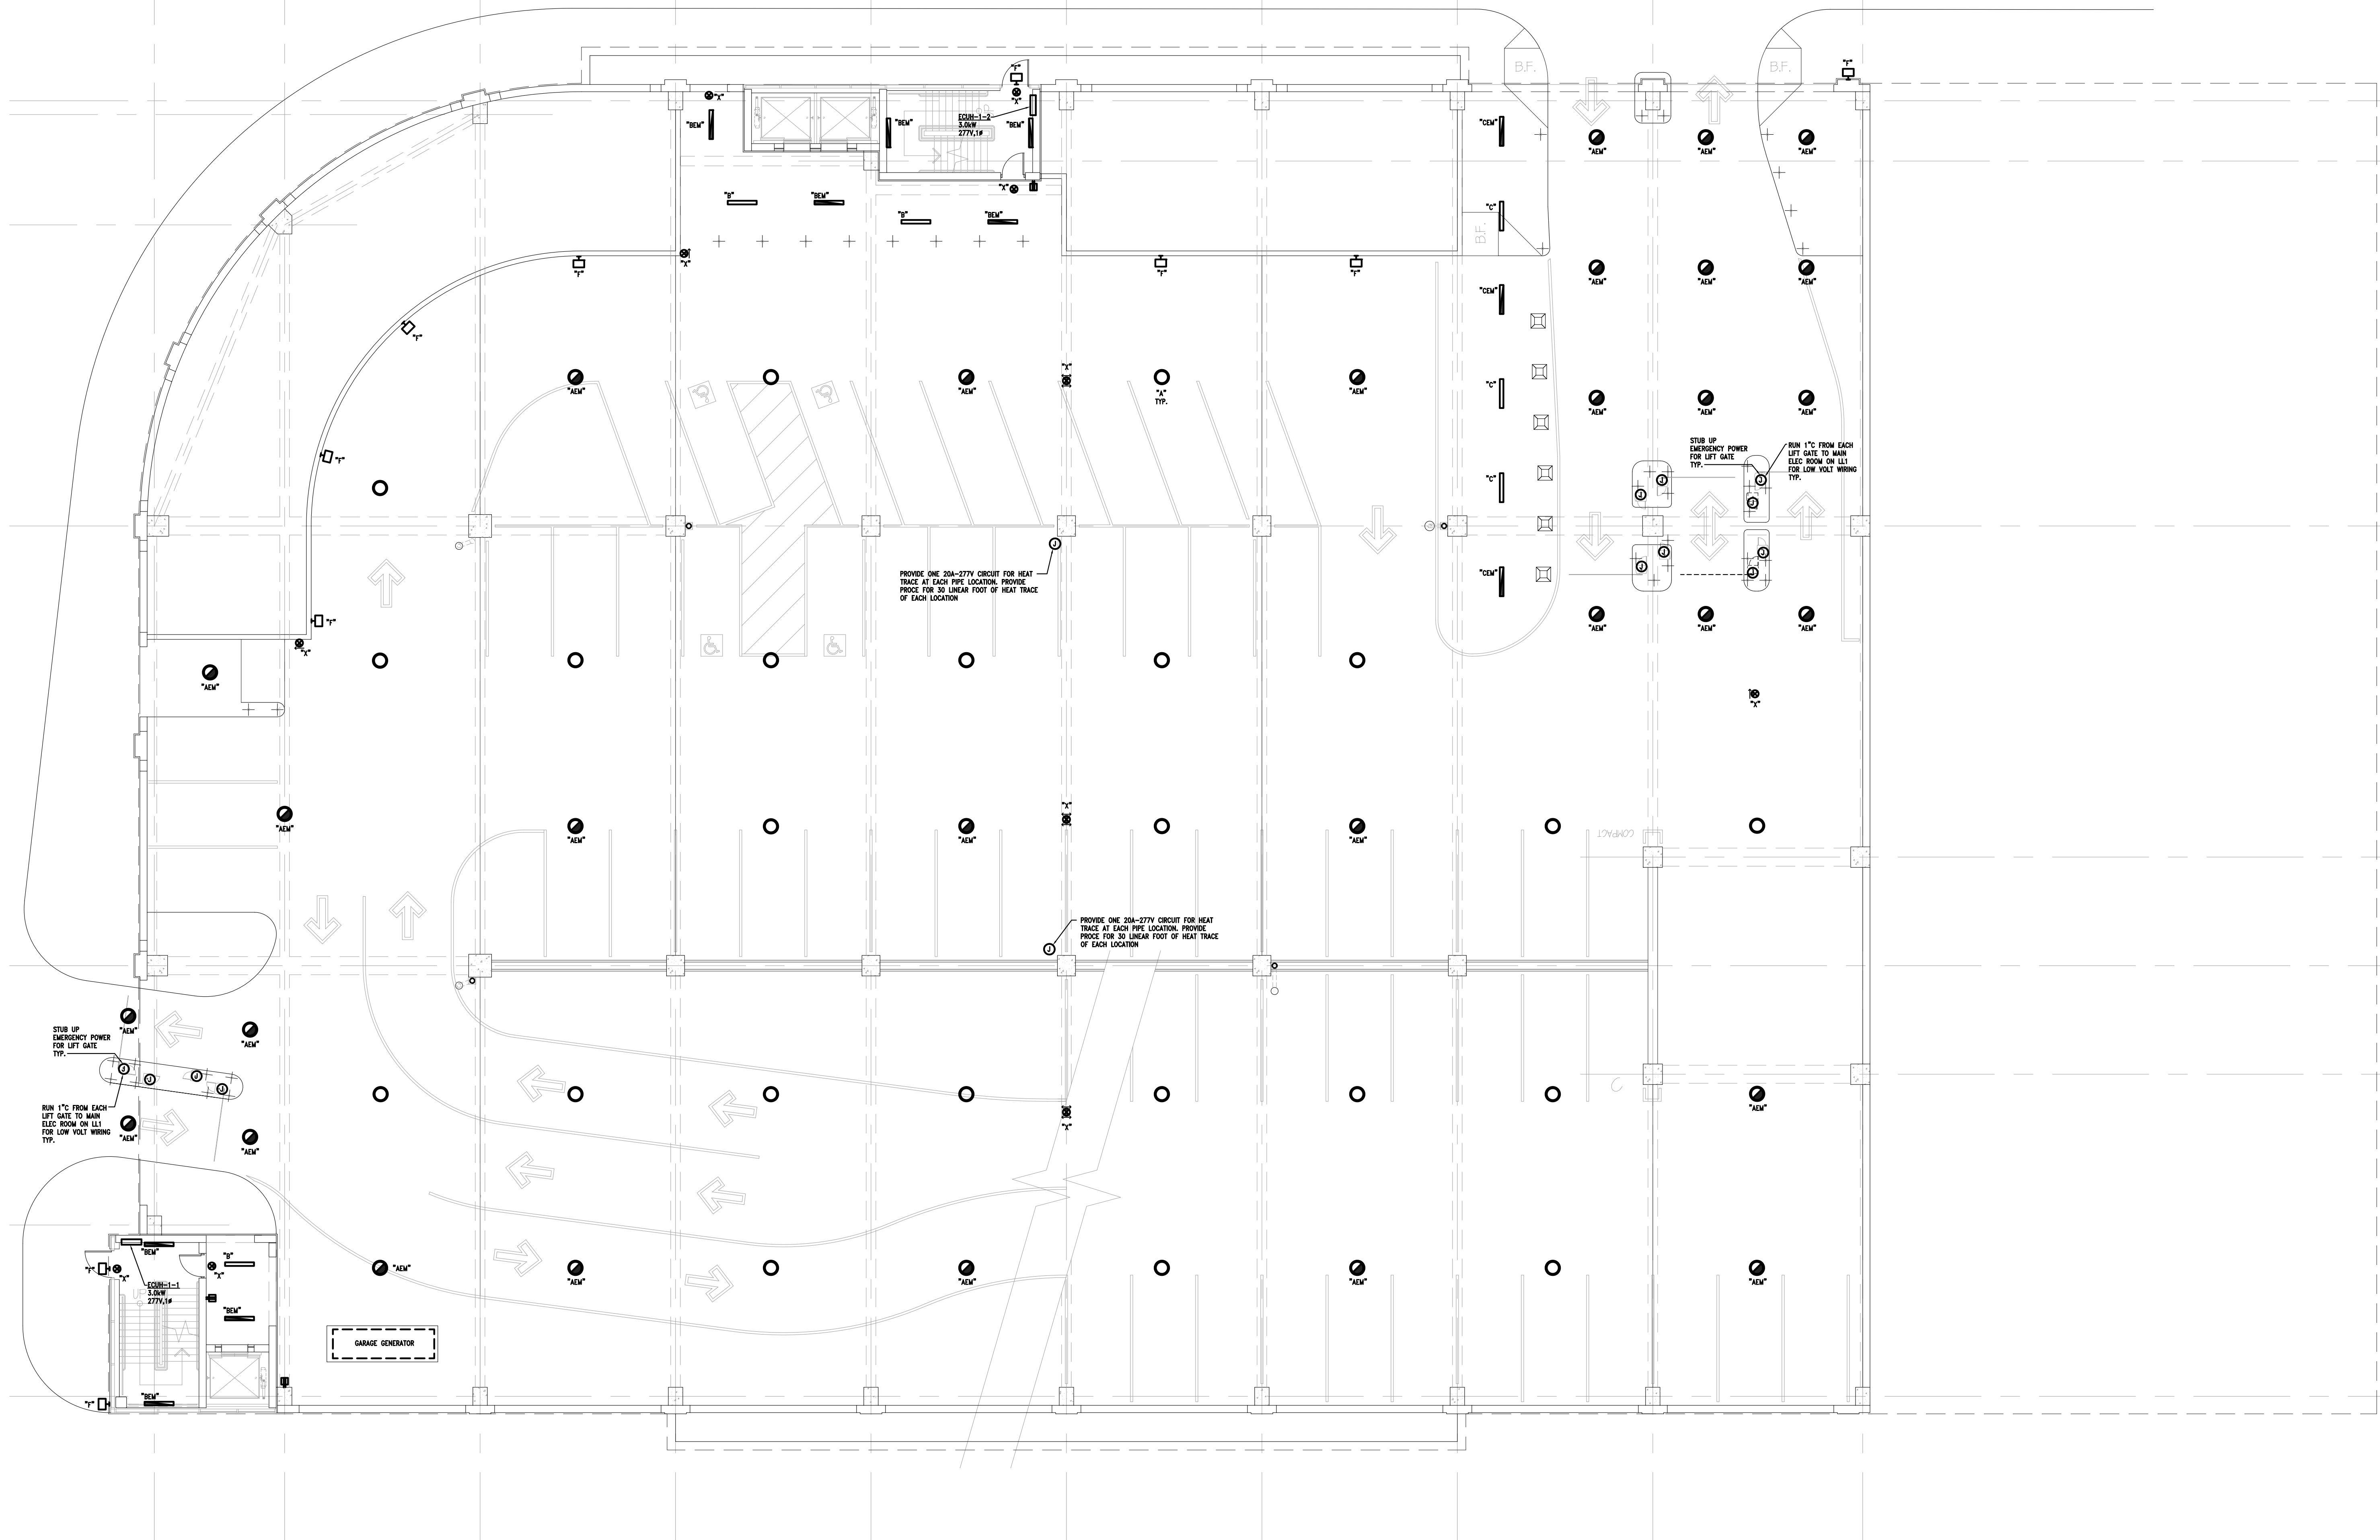 B.F.
B.F.
"F"
"F"
"X"
"X"
"BEM"
"BEM"
ECUH-1-2
3.0kW
277V,1ø
"BEM"
"CEM"
"AEM"
"AEM"
"AEM"
"X"
"B"
"BEM"
"B"
"BEM"
"C"
B.F.
"X"
"F"
"F"
"F"
"AEM"
"AEM"
"AEM"
"CEM"
"F"
"X"
"AEM"
"AEM"
"A"
TYP.
"AEM"
"C"
"AEM"
"AEM"
"AEM"
STUB UP
EMERGENCY POWER
FOR LIFT GATE
TYP.
RUN 1"C FROM EACH
LIFT GATE TO MAIN
ELEC ROOM ON LL1
FOR LOW VOLT WIRING
TYP.
"F"
"C"
J
J
J
J
J
J
J
J
J
PROVIDE ONE 20A-277V CIRCUIT FOR HEAT
TRACE AT EACH PIPE LOCATION. PROVIDE
PROCE FOR 30 LINEAR FOOT OF HEAT TRACE
OF EACH LOCATION
"CEM"
"F"
"AEM"
"AEM"
"AEM"
"X"
"AEM"
"X"
"X"
"AEM"
"AEM"
"AEM"
"AEM"
COMPACT
PROVIDE ONE 20A-277V CIRCUIT FOR HEAT
TRACE AT EACH PIPE LOCATION. PROVIDE
PROCE FOR 30 LINEAR FOOT OF HEAT TRACE
OF EACH LOCATION
J
"AEM"
"AEM"
STUB UP
EMERGENCY POWER
FOR LIFT GATE
TYP.
J
J
J
J
RUN 1"C FROM EACH
LIFT GATE TO MAIN
ELEC ROOM ON LL1
FOR LOW VOLT WIRING
TYP.
"AEM"
"AEM"
"X"
C
"AEM"
"BEM"
"B"
"F"
"X"
"X"
ECUH-1-1
3.0kW
277V,1ø
UP
"BEM"
"AEM"
"AEM"
"AEM"
"AEM"
"AEM"
GARAGE GENERATOR
"BEM"
"F"